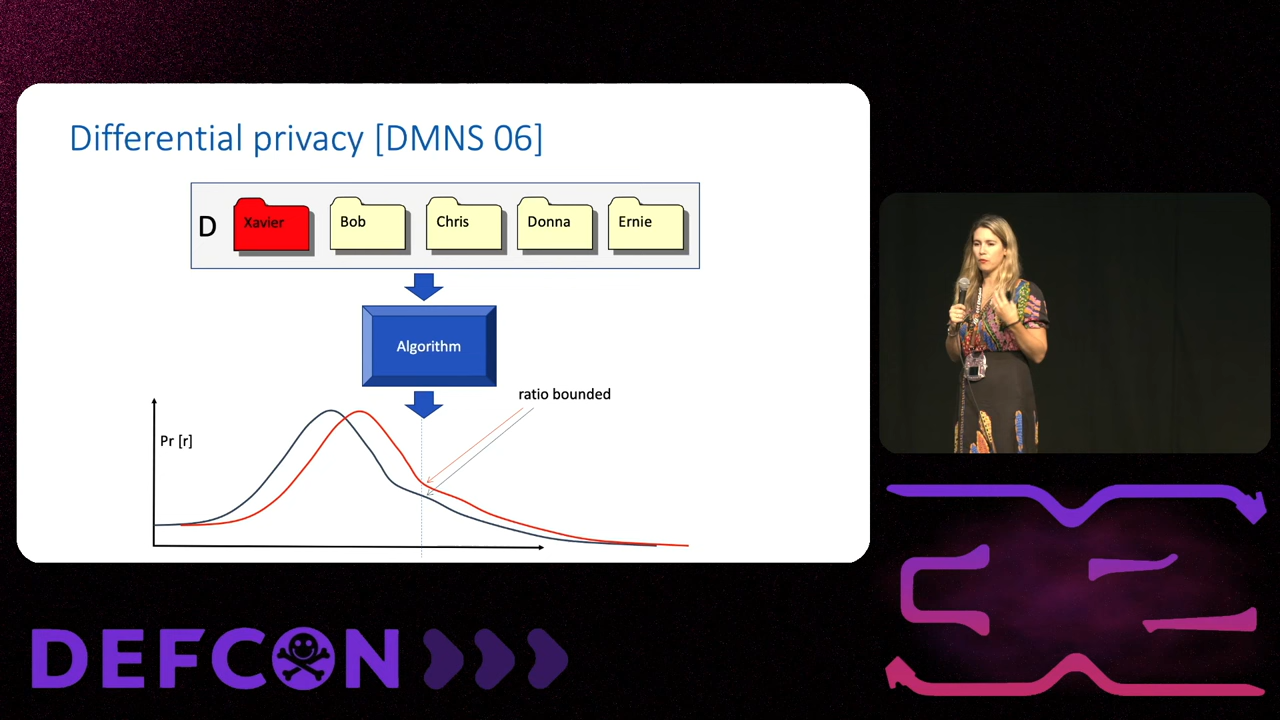 Differential privacy [DMNS 06]
D
Xavier
Bob
Chris
Donna
Ernie
Algorithm
ratio bounded
Pr [r]
DEFCON